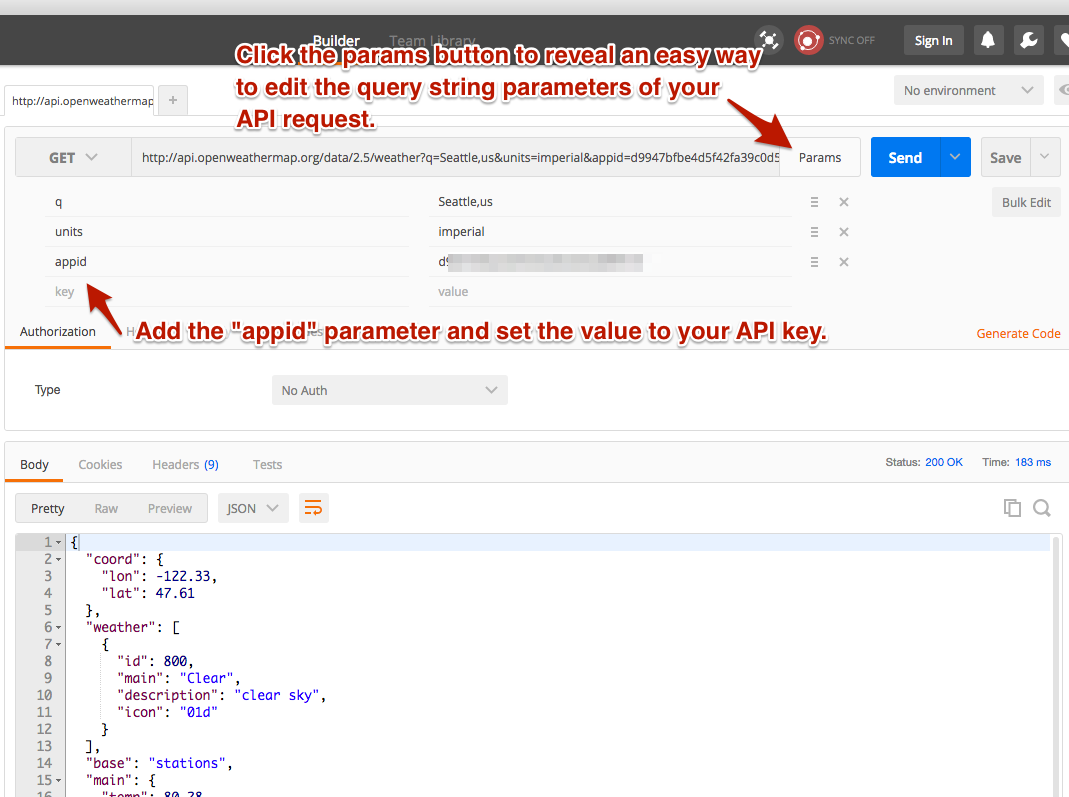 Builder
Team Library
SYNC OFF
Sign In
Click the params button to reveal an easy way
to edit the query string parameters of your
API request.
http://api.openweathermap
+
No environment
GET
http://api.openweathermap.org/data/2.5/weather?q=Seattle,us&units=imperial&appid=d9947bfbe4d5f42fa39c0d5
Params
Send
Save
q
Seattle,us
Bulk Edit
units
imperial
appid
key
value
Authorization
Add the "appid" parameter and set the value to your API key.
Generate Code
Type
No Auth
Body
Cookies
Headers (9)
Tests
Status: 200 OK
Time: 183 ms
Pretty
Raw
Preview
JSON
1 {
2 "coord": {
3 "lon": -122.33,
4 "lat": 47.61
5 },
6 "weather": [
7 {
8 "id": 800,
9 "main": "Clear",
10 "description": "clear sky",
11 "icon": "01d"
12 }
13 ],
14 "base": "stations",
15 "main": {
16 "temp": 80.28,